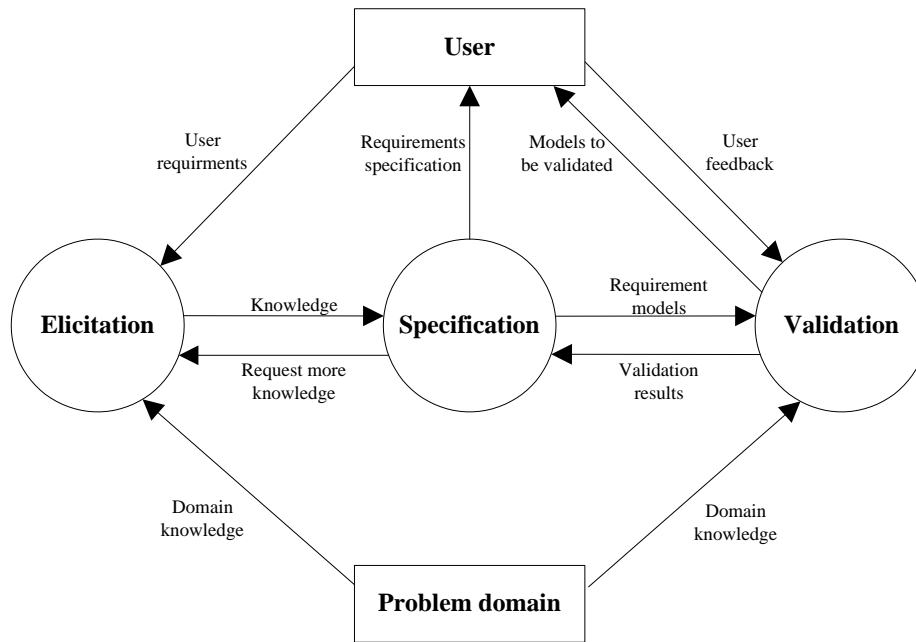 User
User
requirments
Requirements
specification
Models to
be validated
User
feedback
Elicitation
Knowledge
Request more
knowledge
Specification
Requirement
models
Validation
results
Validation
Domain
knowledge
Domain
knowledge
Problem domain